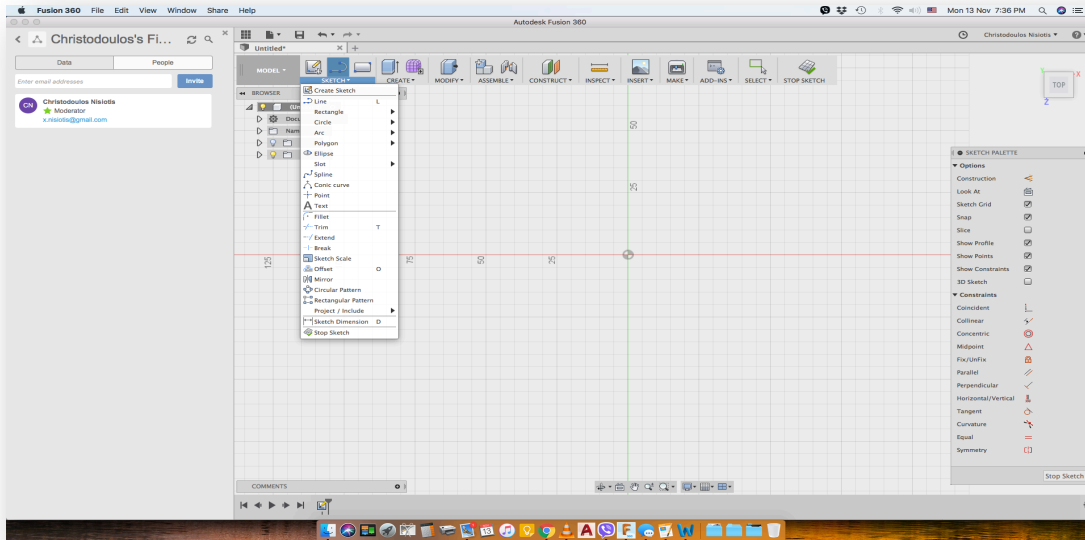 Fusion 360 File Edit View Window Share Help
Mon 13 Nov 7:36 PM
Autodesk Fusion 360
Christodoulos's Fi...
Christodoulos Nisiotis
Untitled*
Data People
Enter email addresses Invite
CN
Christodoulos Nisiotis
Moderator
x.nisiotis@gmail.com
MODEL SKETCH CREATE MODIFY ASSEMBLE CONSTRUCT INSPECT INSERT MAKE ADD-INS SELECT STOP SKETCH
BROWSER
(Un
Docu
Nam
Create Sketch
Line L
Rectangle
Circle
Arc
Polygon
Ellipse
Slot
Spline
Conic curve
Point
Text
Fillet
Trim T
Extend
Break
Sketch Scale
Offset O
Mirror
Circular Pattern
Rectangular Pattern
Project / Include
Sketch Dimension D
Stop Sketch
50
25
125 75 50 25
TOP
X
Z
SKETCH PALETTE
Options
Construction
Look At
Sketch Grid
Snap
Slice
Show Profile
Show Points
Show Constraints
3D Sketch
Constraints
Coincident
Collinear
Concentric
Midpoint
Fix/UnFix
Parallel
Perpendicular
Horizontal/Vertical
Tangent
Curvature
Equal
Symmetry
Stop Sketch
COMMENTS